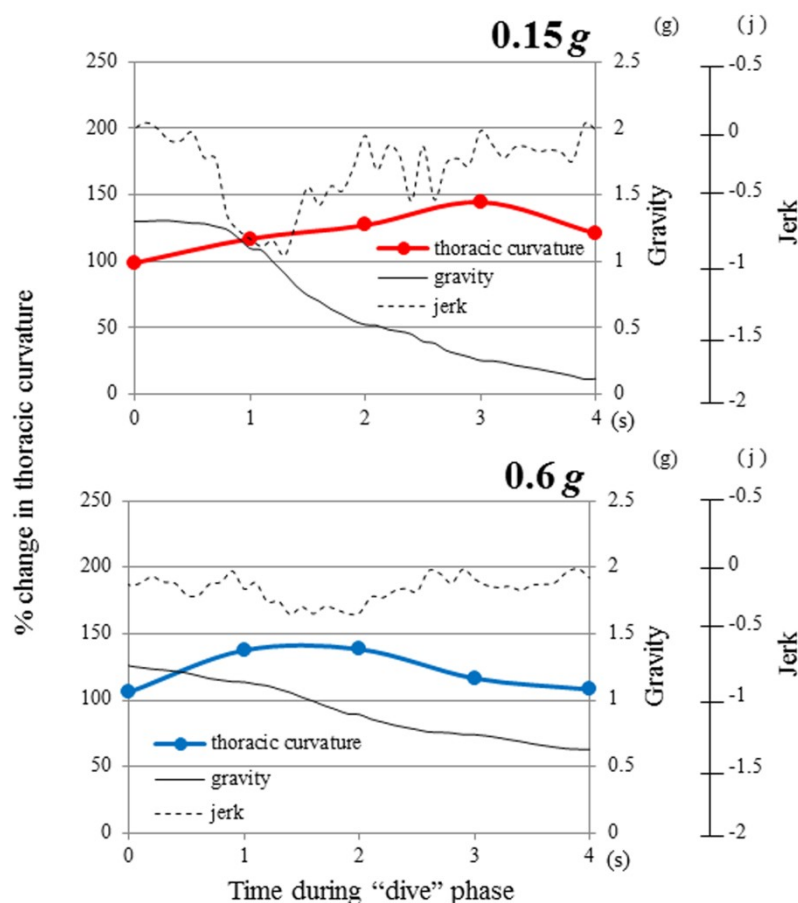 0.15 g
(g)
( j )
250
200
150
100
50
0
2.5
2
1.5
1
0.5
0
-0.5
0
-0.5
-1
-1.5
-2
Gravity
Jerk
thoracic curvature
gravity
jerk
0 1 2 3 4 (s)
% change in thoracic curvature
0.6 g
(g)
( j )
250
200
150
100
50
0
2.5
2
1.5
1
0.5
0
-0.5
0
-0.5
-1
-1.5
-2
Gravity
Jerk
thoracic curvature
gravity
jerk
0 1 2 3 4 (s)
Time during “dive” phase